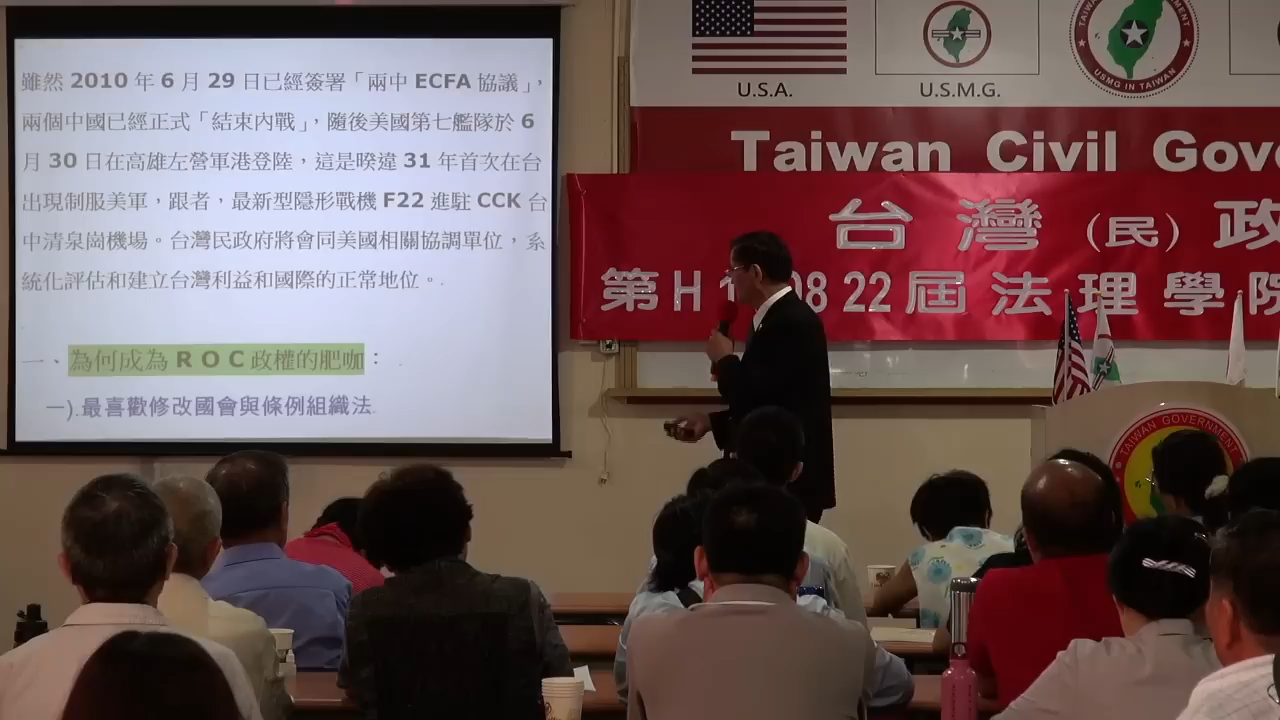 雖然 2010 年 6 月 29 日已經簽署「兩中 ECFA 協議」，
兩個中國已經正式「結束內戰」，隨後美國第七艦隊於 6
月 30 日在高雄左營軍港登陸，這是暌違 31 年首次在台
出現制服美軍，跟者，最新型隱形戰機 F22 進駐 CCK 台
中清泉崗機場。台灣民政府將會同美國相關協調單位，系
統化評估和建立台灣利益和國際的正常地位。
一、為何成為 R O C 政權的肥咖：
一).最喜歡修改國會與條例組織法
U.S.A.
U.S.M.G.
USMG IN TAIWAN
Taiwan Civil Gov
台灣（民）政
第H1 08 22屆法理學院
TAIWAN GOVERNMENT